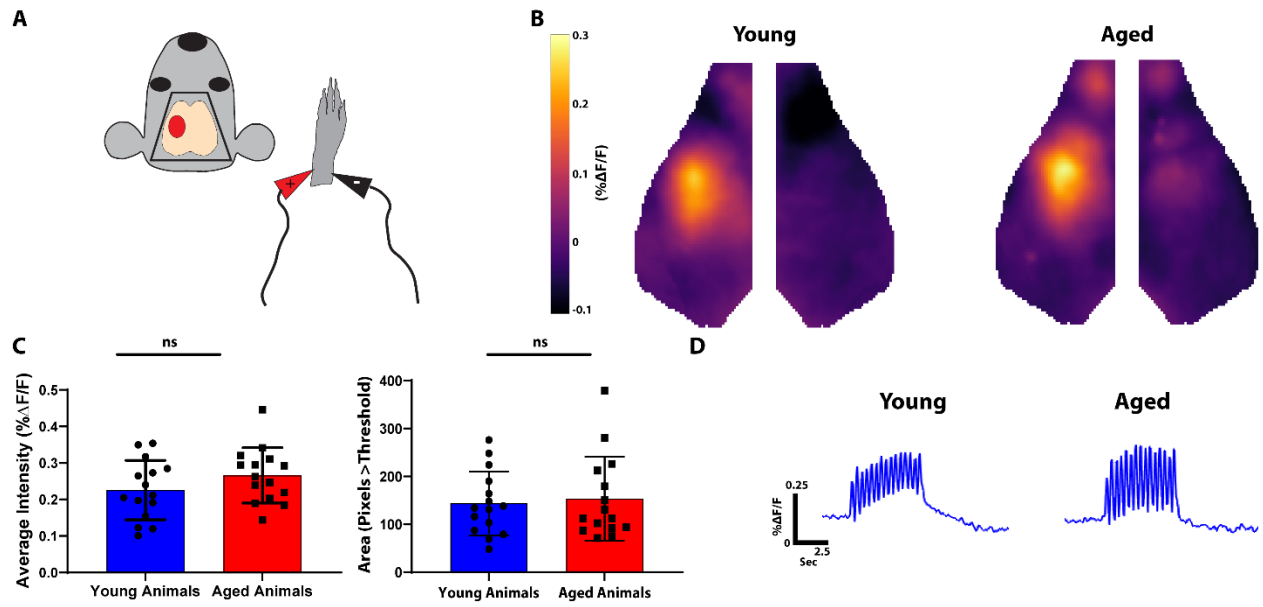 A
+
-
B
Young
Aged
0.3
0.2
0.1
0
-0.1
(%ΔF/F)
C
ns
Average Intensity (%ΔF/F)
0.5
0.4
0.3
0.2
0.1
0.0
Young Animals
Aged Animals
ns
Area (Pixels > Threshold)
400
300
200
100
0
Young Animals
Aged Animals
D
Young
Aged
%ΔF/F
0.25
0
2.5
Sec